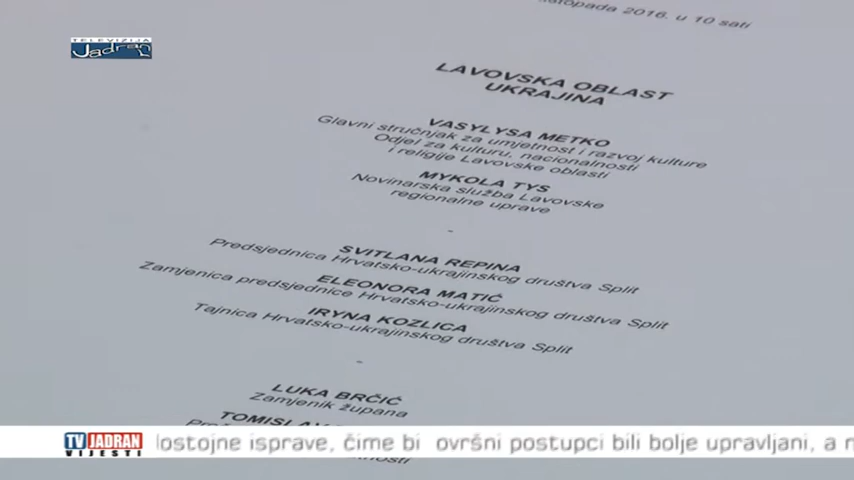 listopada 2016. u 10 sati
TELEVIZIJA
Jadran
LAVOVSKA OBLAST
UKRAJINA
VASYLYSA METKO
Glavni stručnjak za umjetnost i razvoj kulture
Odjel za kulturu, nacionalnosti
i religije Lavovske oblasti
MYKOLA TYS
Novinarska služba Lavovske
regionalne uprave
-
SVITLANA REPINA
Predsjednica Hrvatsko-ukrajinskog društva Split
ELEONORA MATIĆ
Zamjenica predsjednice Hrvatsko-ukrajinskog društva Split
IRYNA KOZLICA
Tajnica Hrvatsko-ukrajinskog društva Split
-
LUKA BRČIĆ
Zamjenik župana
TV JADRAN
VIJESTI
lostojne isprave, čime bi ovršni postupci bili bolje upravljani, a